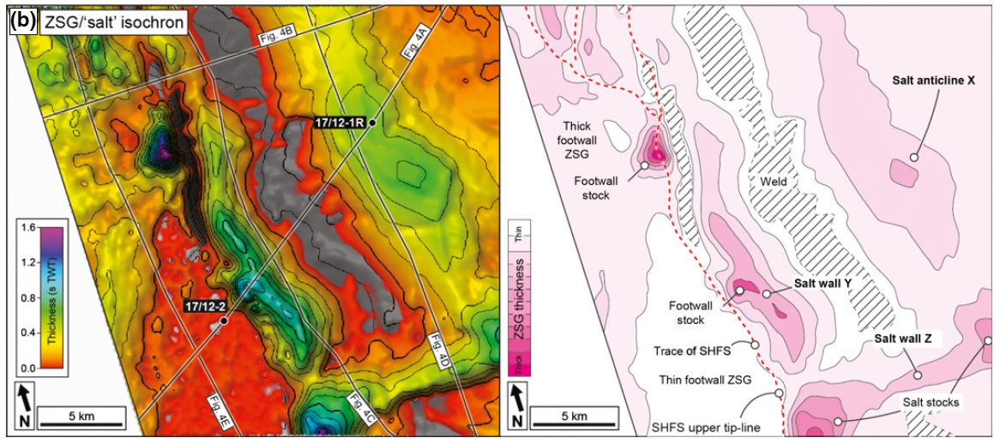 (b) ZSG/'salt' isochron
Fig. 4B
Fig. 4A
17/12-1R
17/12-2
1.6
1.2
0.8
0.4
0.0
Thickness (s TWT)
N
5 km
Fig. 4E
Fig. 4C
Fig. 4D
Salt anticline X
Thick
footwall
ZSG
Footwall
stock
Weld
Thin
ZSG thickness
Thick
Salt wall Y
Footwall
stock
Salt wall Z
Trace of SHFS
Thin footwall ZSG
Salt stocks
SHFS upper tip-line
N
5 km